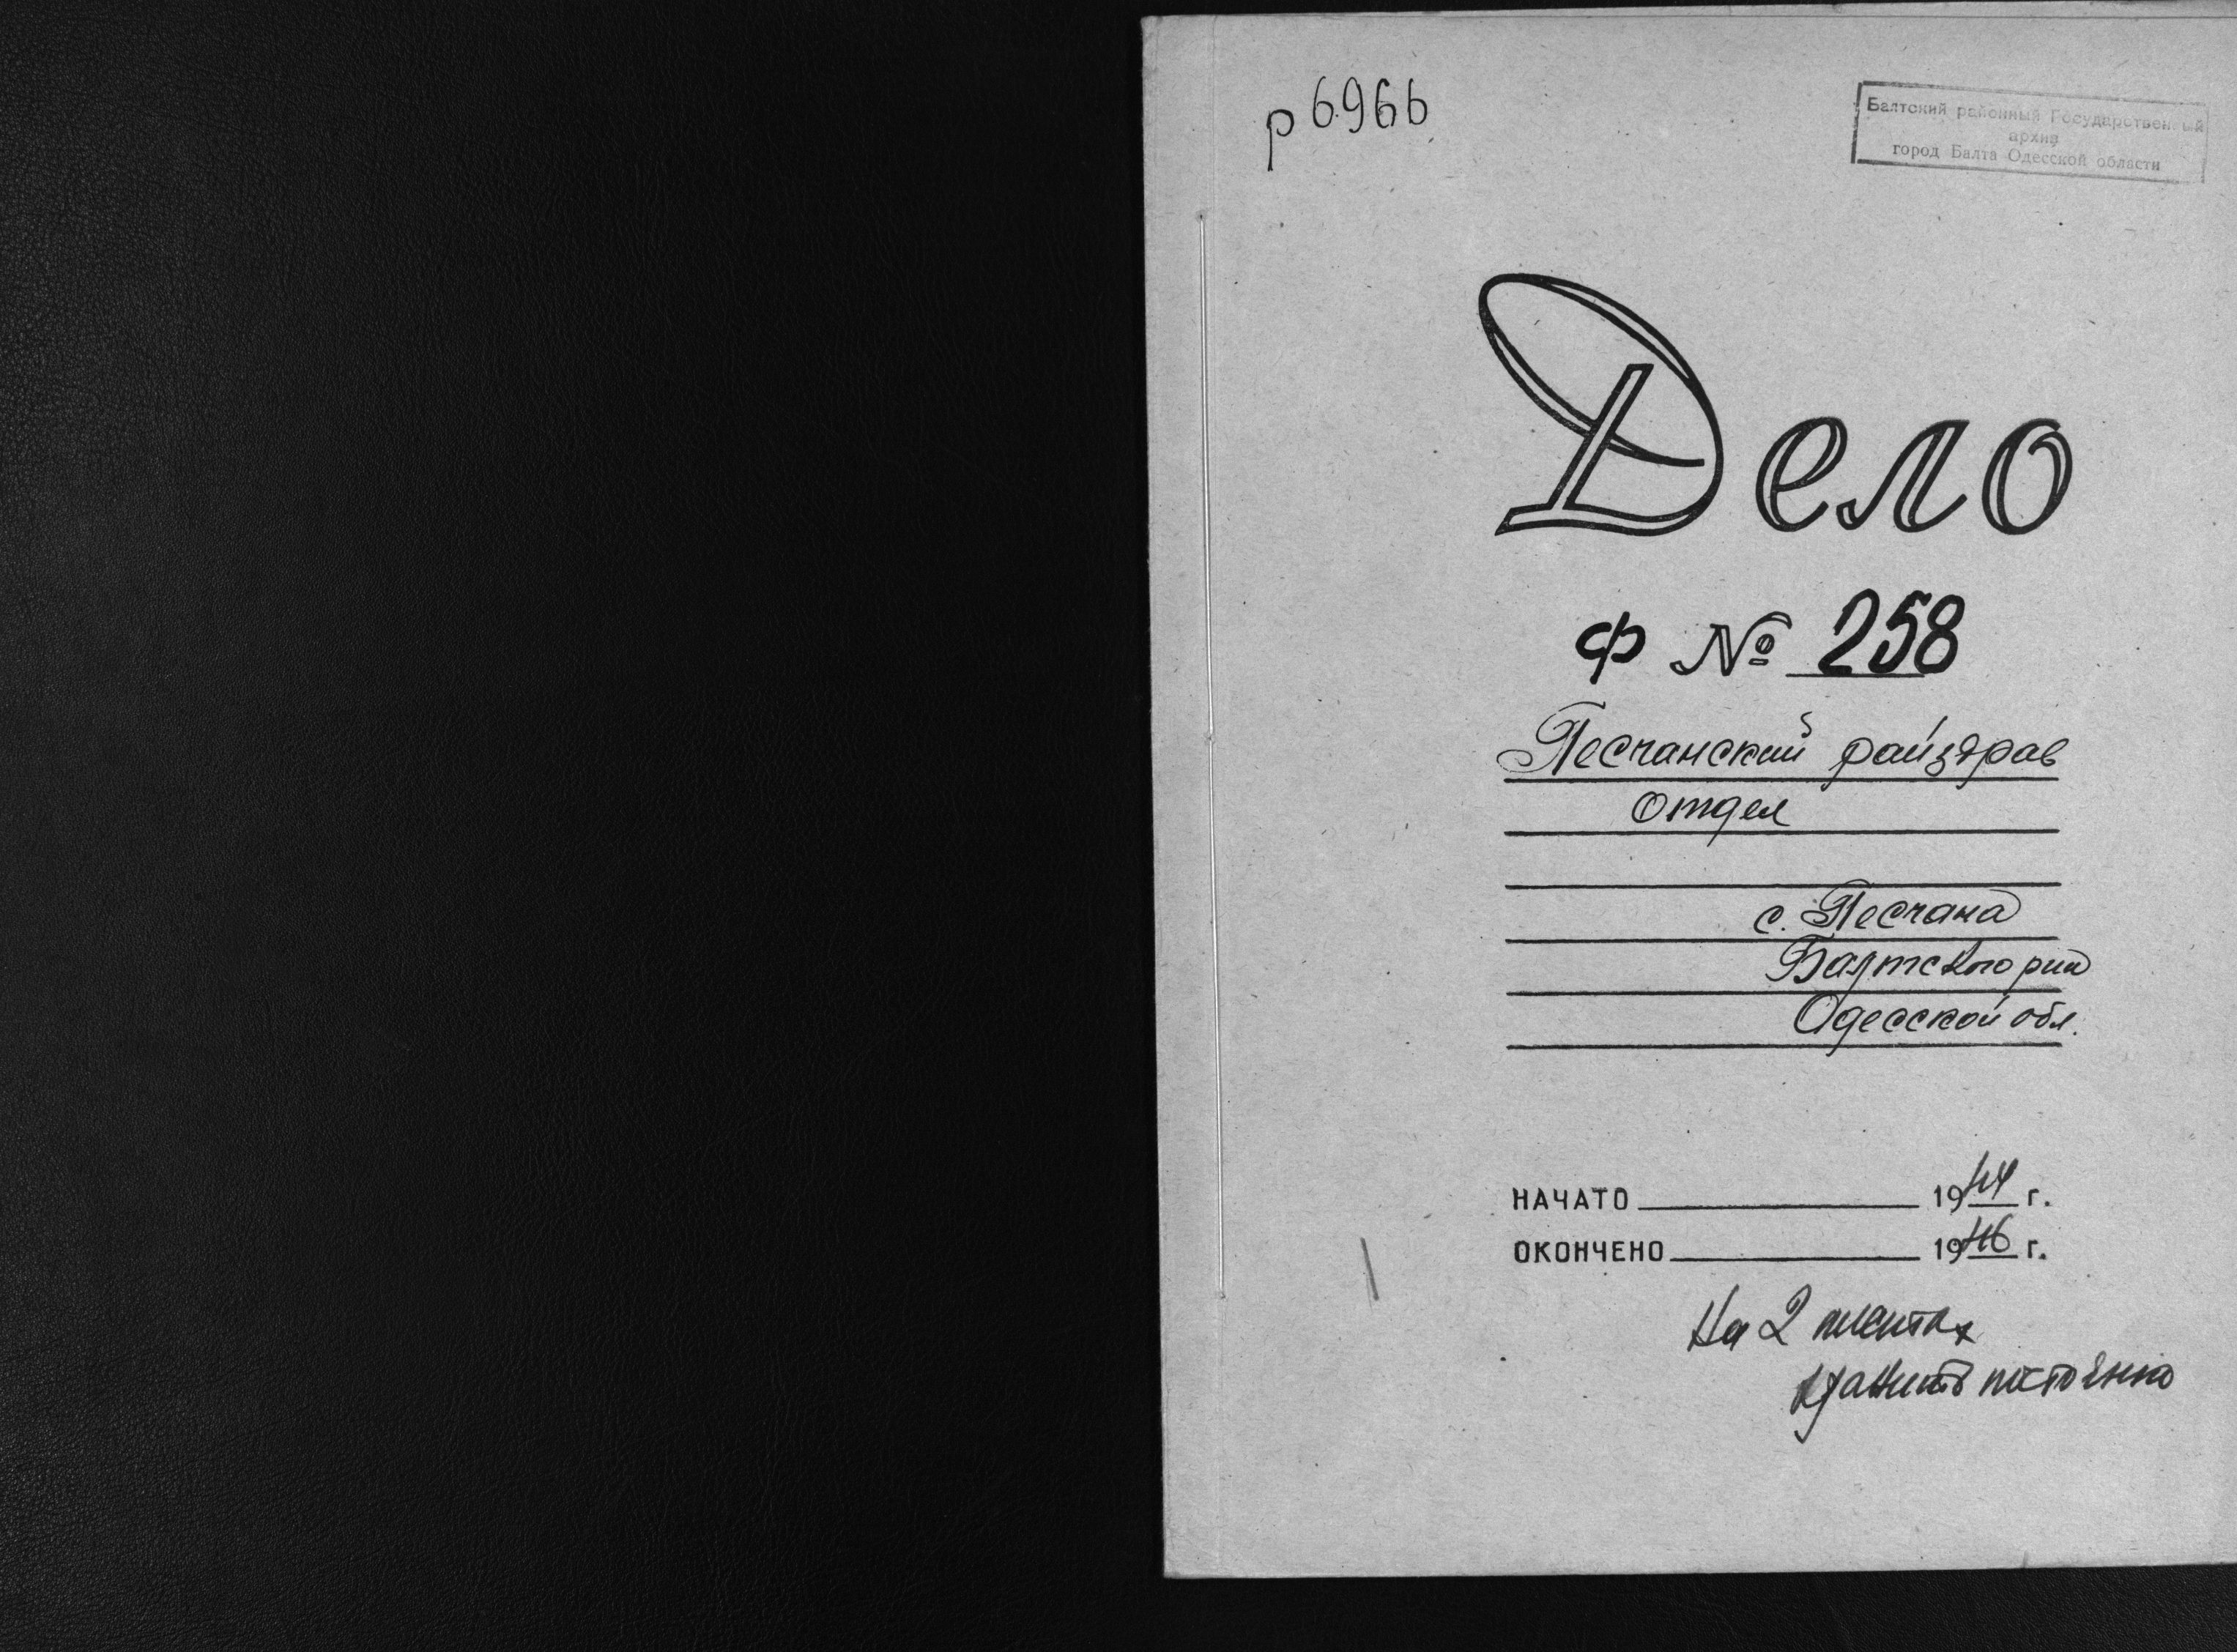 р6966
Балтский районный Государственный
архив
город Балта Одесской области
Дело
Ф № 258
Песчанский райздрав
отдел
с. Песчана
Балтского р-на
Одесской обл.
НАЧАТО 1944 г.
ОКОНЧЕНО 1946 г.
На 2 листах
хранить постоянно